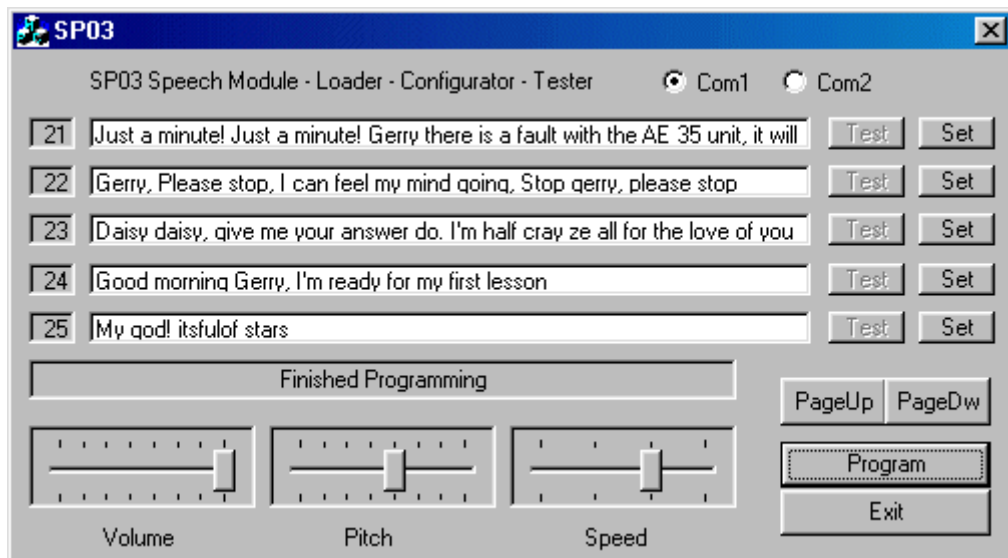 SP03
SP03 Speech Module - Loader - Configurator - Tester Com1 Com2
21 Just a minute! Just a minute! Gerry there is a fault with the AE 35 unit, it will Test Set
22 Gerry, Please stop, I can feel my mind going, Stop gerry, please stop Test Set
23 Daisy daisy, give me your answer do. I'm half cray ze all for the love of you Test Set
24 Good morning Gerry, I'm ready for my first lesson Test Set
25 My god! itsfulof stars Test Set
Finished Programming
PageUp PageDw
Program
Exit
Volume Pitch Speed